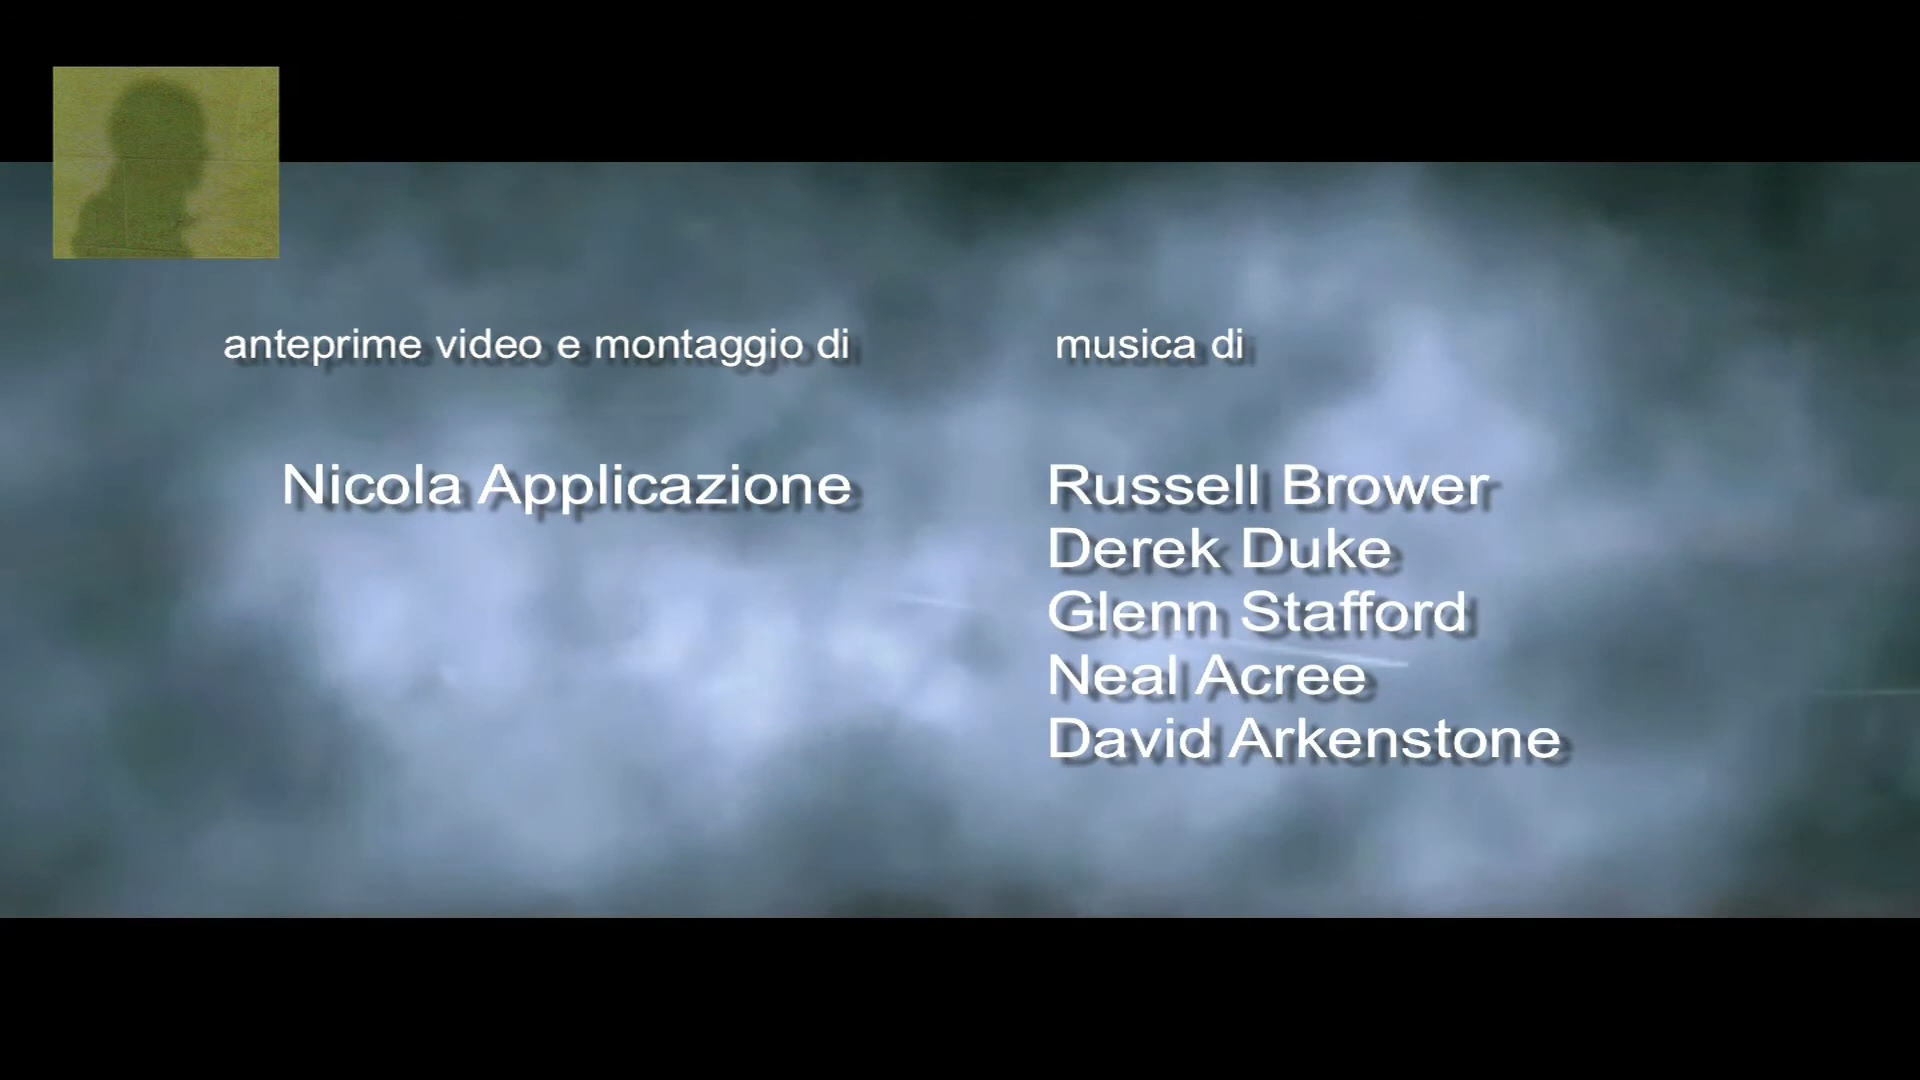 anteprime video e montaggio di
Nicola Applicazione
musica di
Russell Brower
Derek Duke
Glenn Stafford
Neal Acree
David Arkenstone